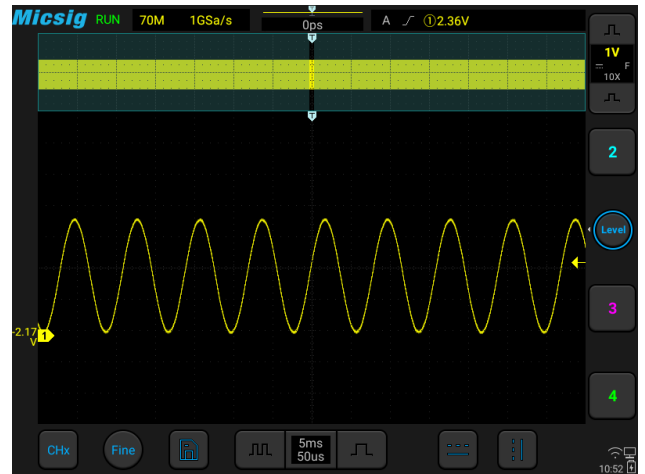 Micsig RUN 70M 1GSa/s 0ps A ①2.36V
T
1V
F
10X
T
2
Level
-2.17
V
1
3
4
CHx Fine 5ms
50us
10:52